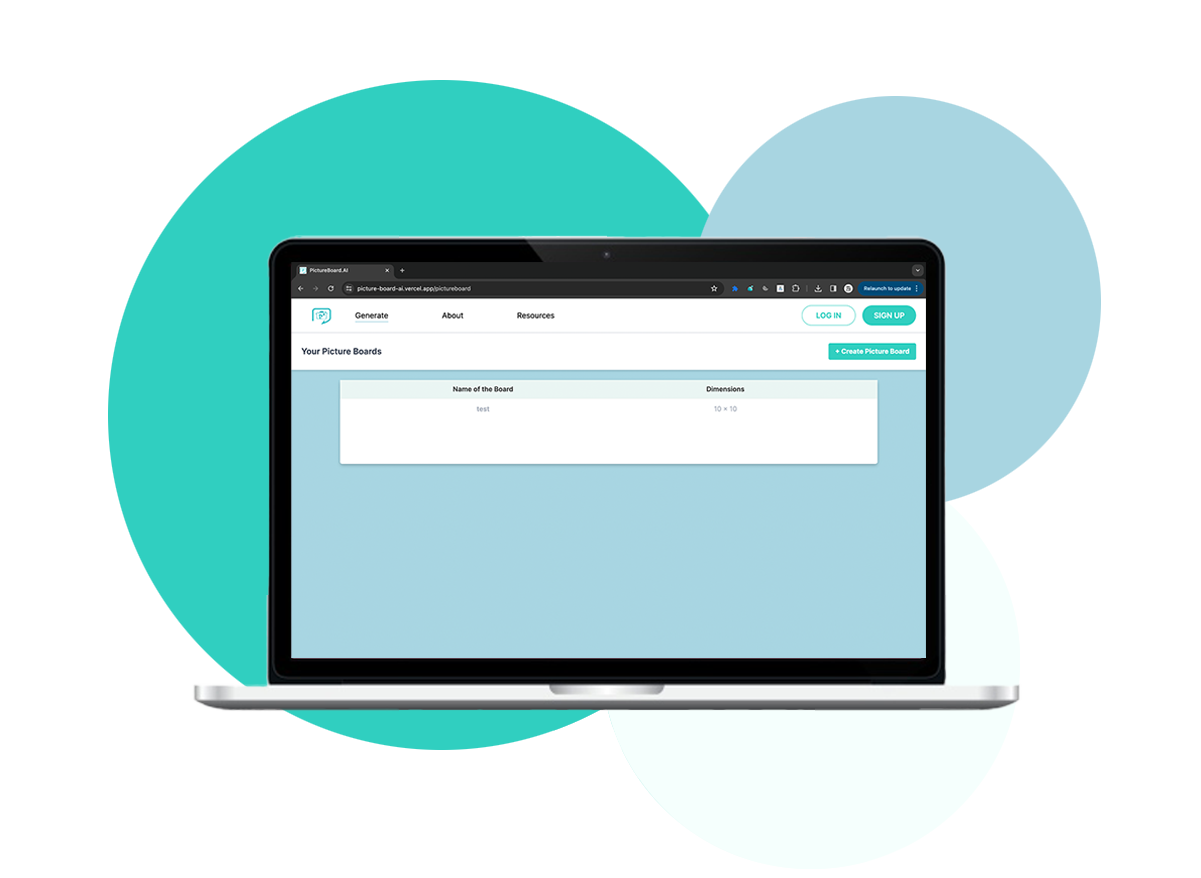 PictureBoard.AI
picture-board-ai.vercel.app/pictureboard
Relaunch to update
Generate About Resources LOG IN SIGN UP
Your Picture Boards + Create Picture Board
Name of the Board Dimensions
test 10 × 10